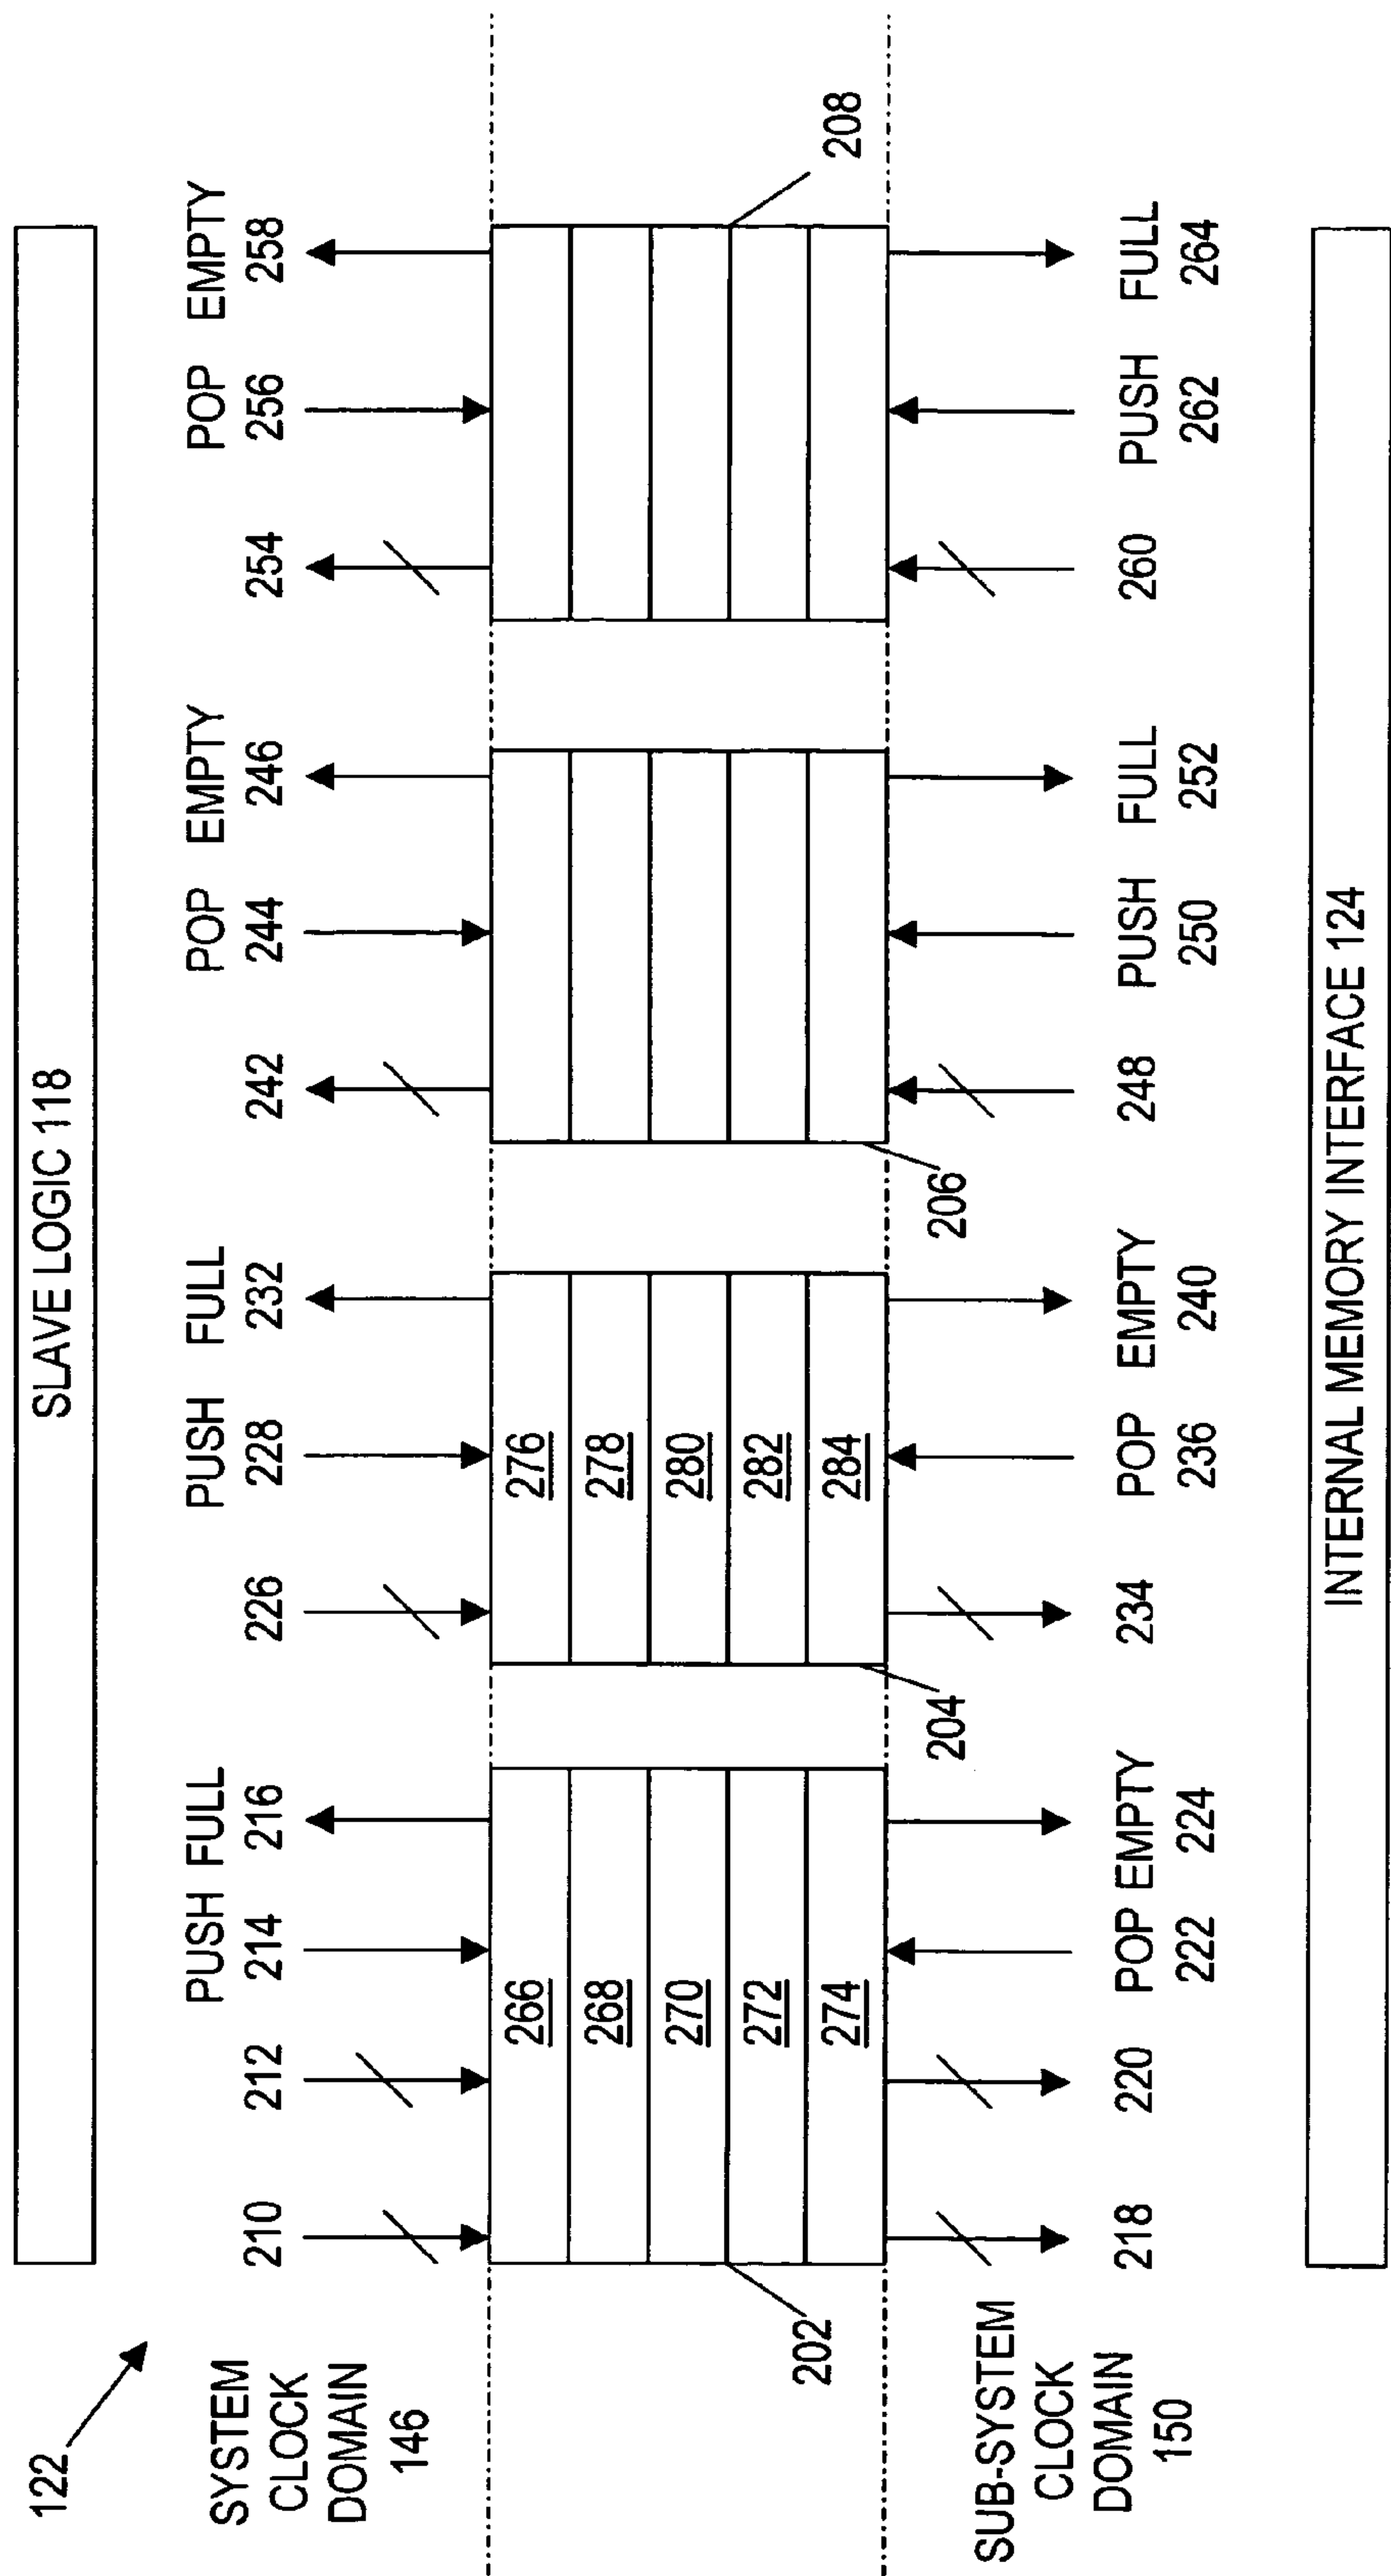 122
SLAVE LOGIC 118
SYSTEM
CLOCK
DOMAIN
146
PUSH FULL PUSH FULL POP EMPTY POP EMPTY
210 212 214 216 226 228 232 242 244 246 254 256 258
266 276
268 278
270 280
272 282
274 284
202 204 206 208
SUB-SYSTEM
CLOCK
DOMAIN
150
POP EMPTY POP EMPTY PUSH FULL PUSH FULL
218 220 222 224 234 236 240 248 250 252 260 262 264
INTERNAL MEMORY INTERFACE 124